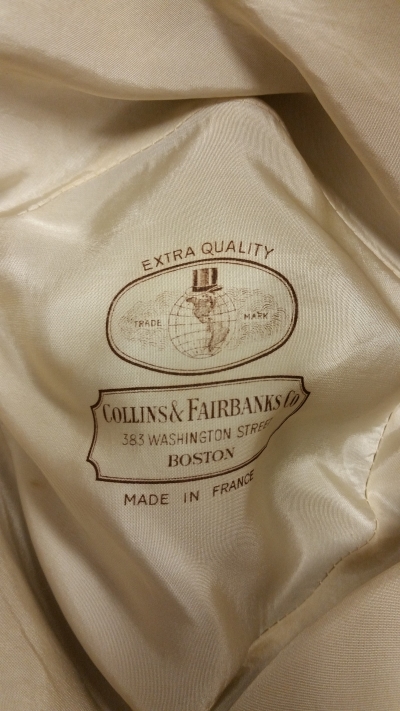 EXTRA QUALITY
TRADE MARK
COLLINS & FAIRBANKS CO
383 WASHINGTON STREET
BOSTON
MADE IN FRANCE